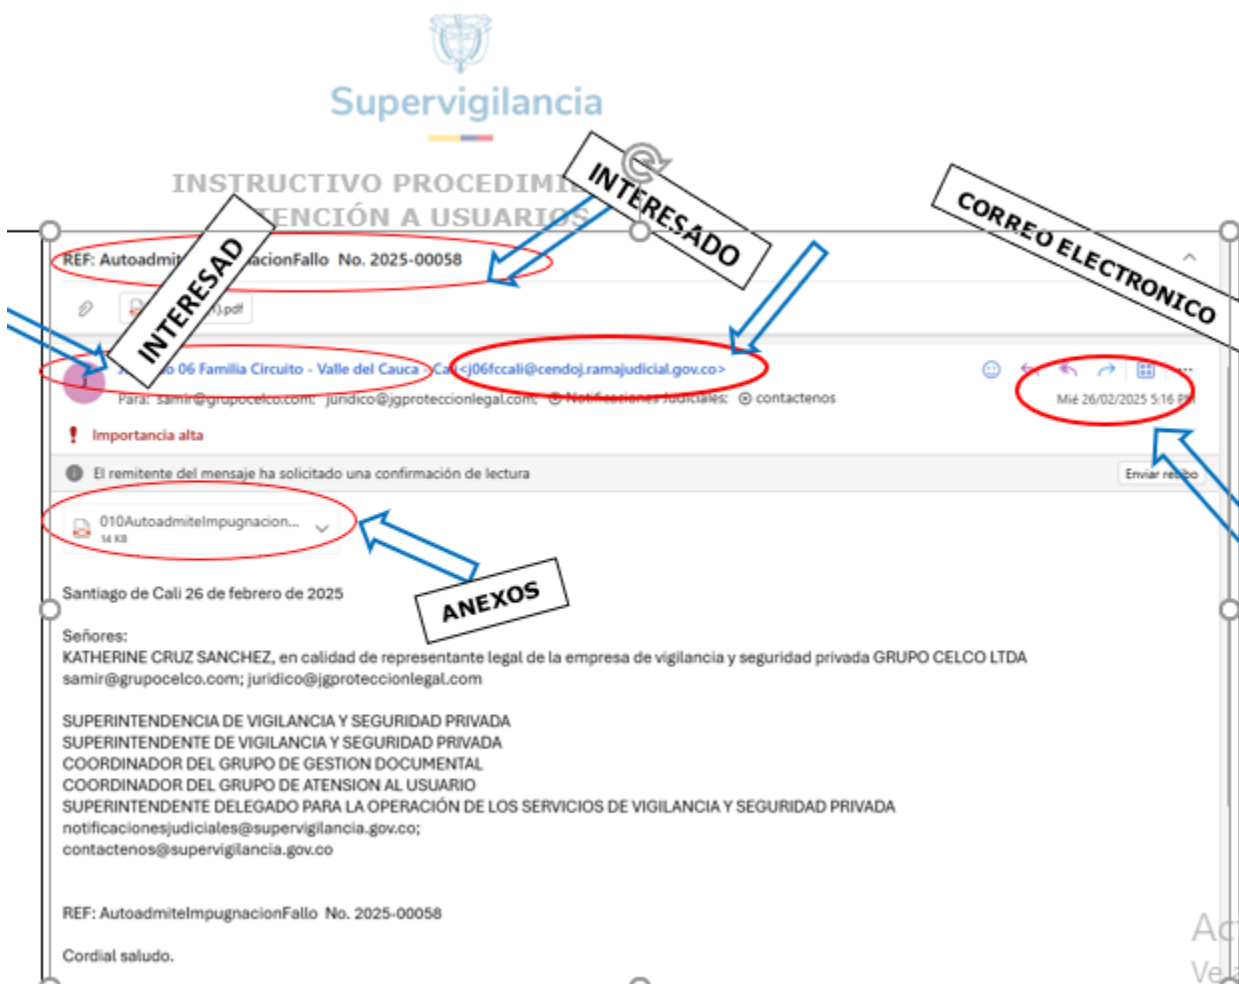 Supervigilancia
INSTRUCTIVO PROCEDIMI
TENCIÓN A USUARIOS
INTERESADO
CORREO ELECTRONICO
INTERESAD
REF: Autoadmit nacionFallo No. 2025-00058
1).pdf
06 Familia Circuito - Valle del Cauca - Cali<j06fccali@cendoj.ramajudicial.gov.co>
Para: samir@grupocelco.com; juridico@jgproteccionlegal.com; Notificaciones Judiciales; contactenos
Mié 26/02/2025 5:16 PM
Importancia alta
El remitente del mensaje ha solicitado una confirmación de lectura
Enviar recibo
010AutoadmiteImpugnacion...
14 KB
ANEXOS
Santiago de Cali 26 de febrero de 2025
Señores:
KATHERINE CRUZ SANCHEZ, en calidad de representante legal de la empresa de vigilancia y seguridad privada GRUPO CELCO LTDA
samir@grupocelco.com; juridico@jgproteccionlegal.com
SUPERINTENDENCIA DE VIGILANCIA Y SEGURIDAD PRIVADA
SUPERINTENDENTE DE VIGILANCIA Y SEGURIDAD PRIVADA
COORDINADOR DEL GRUPO DE GESTION DOCUMENTAL
COORDINADOR DEL GRUPO DE ATENSION AL USUARIO
SUPERINTENDENTE DELEGADO PARA LA OPERACIÓN DE LOS SERVICIOS DE VIGILANCIA Y SEGURIDAD PRIVADA
notificacionesjudiciales@supervigilancia.gov.co;
contactenos@supervigilancia.gov.co
REF: AutoadmiteImpugnacionFallo No. 2025-00058
Cordial saludo.